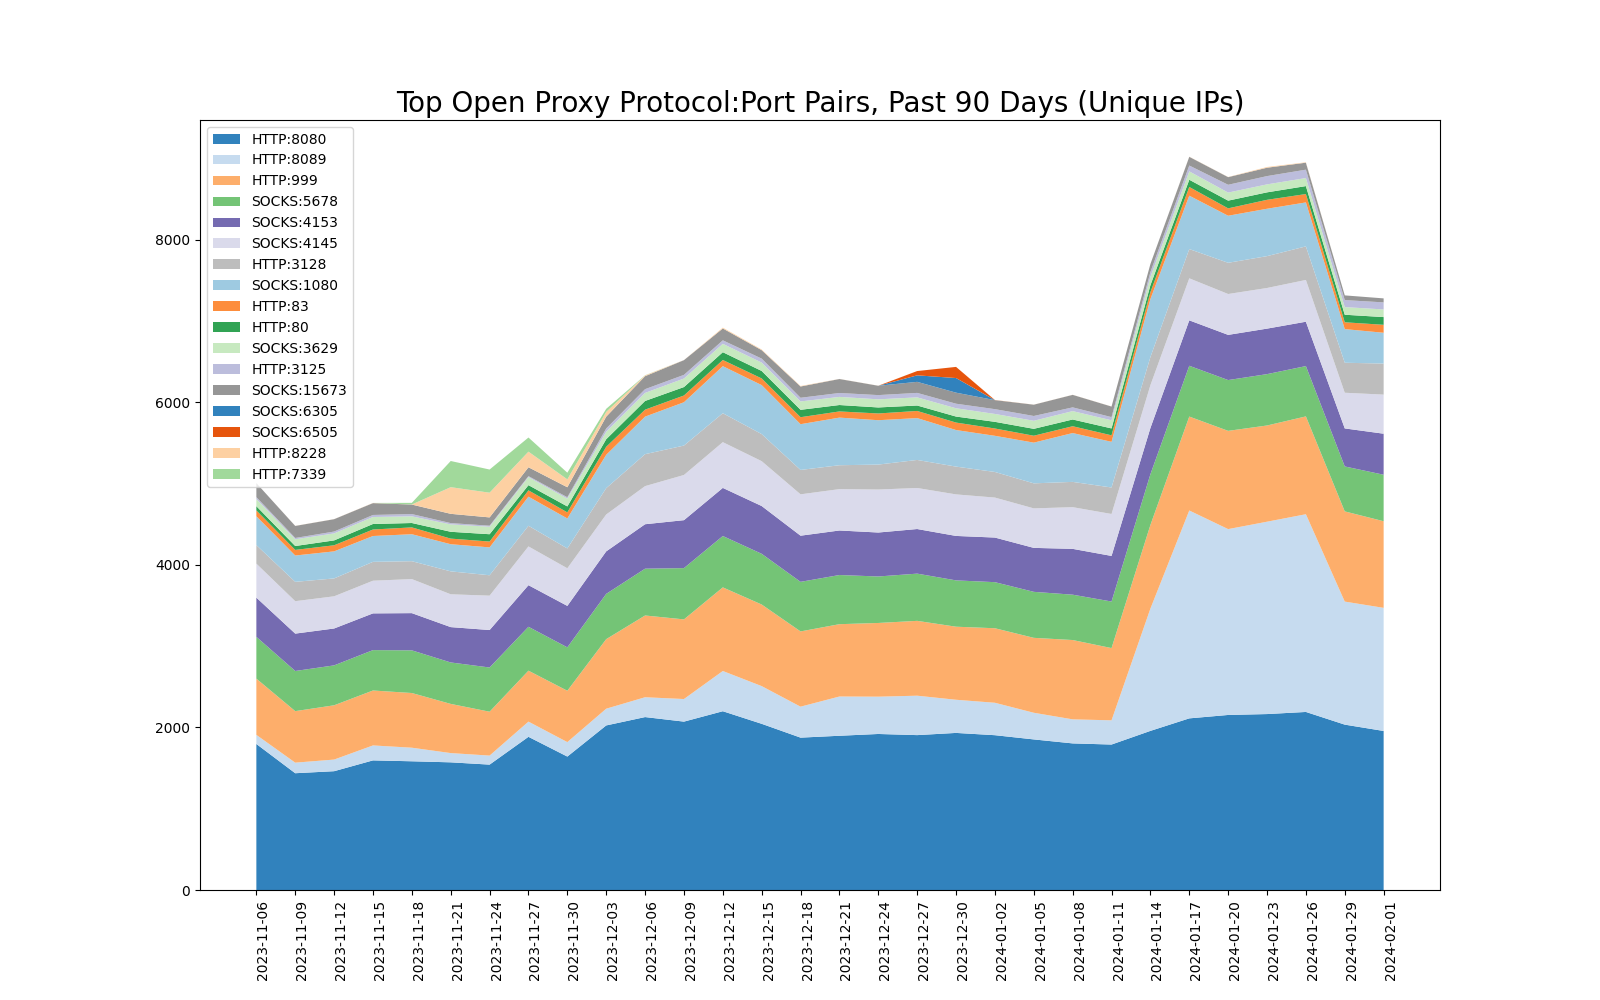 Top Open Proxy Protocol:Port Pairs, Past 90 Days (Unique IPs)
HTTP:8080
HTTP:8089
HTTP:999
SOCKS:5678
SOCKS:4153
SOCKS:4145
HTTP:3128
SOCKS:1080
HTTP:83
HTTP:80
SOCKS:3629
HTTP:3125
SOCKS:15673
SOCKS:6305
SOCKS:6505
HTTP:8228
HTTP:7339
8000
6000
4000
2000
0
2023-11-06
2023-11-09
2023-11-12
2023-11-15
2023-11-18
2023-11-21
2023-11-24
2023-11-27
2023-11-30
2023-12-03
2023-12-06
2023-12-09
2023-12-12
2023-12-15
2023-12-18
2023-12-21
2023-12-24
2023-12-27
2023-12-30
2024-01-02
2024-01-05
2024-01-08
2024-01-11
2024-01-14
2024-01-17
2024-01-20
2024-01-23
2024-01-26
2024-01-29
2024-02-01